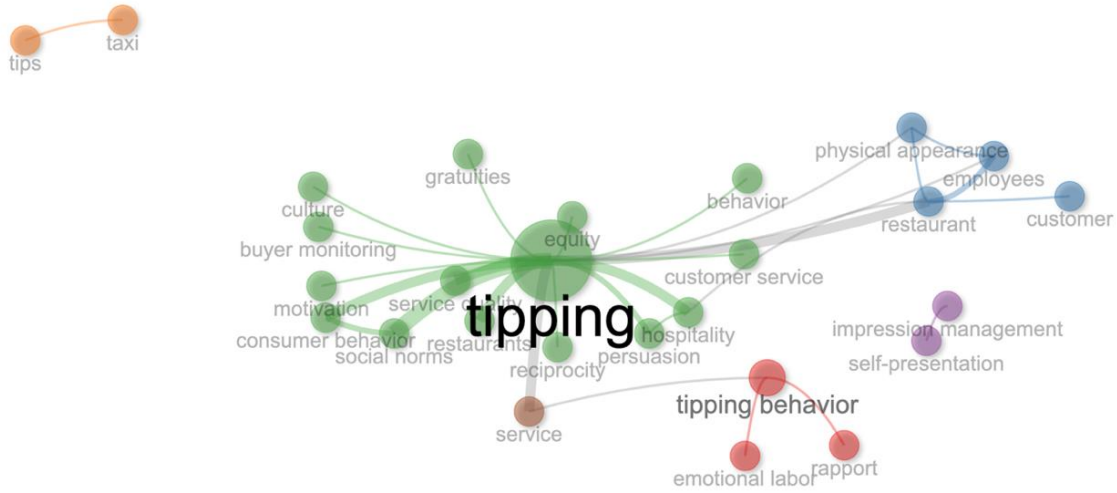 taxi
tips
physical appearance
gratuities
employees
behavior
culture
customer
restaurant
equity
buyer monitoring
customer service
motivation
service quality
tipping
impression management
hospitality
consumer behavior
restaurants
social norms
persuasion
self-presentation
reciprocity
tipping behavior
service
rapport
emotional labor